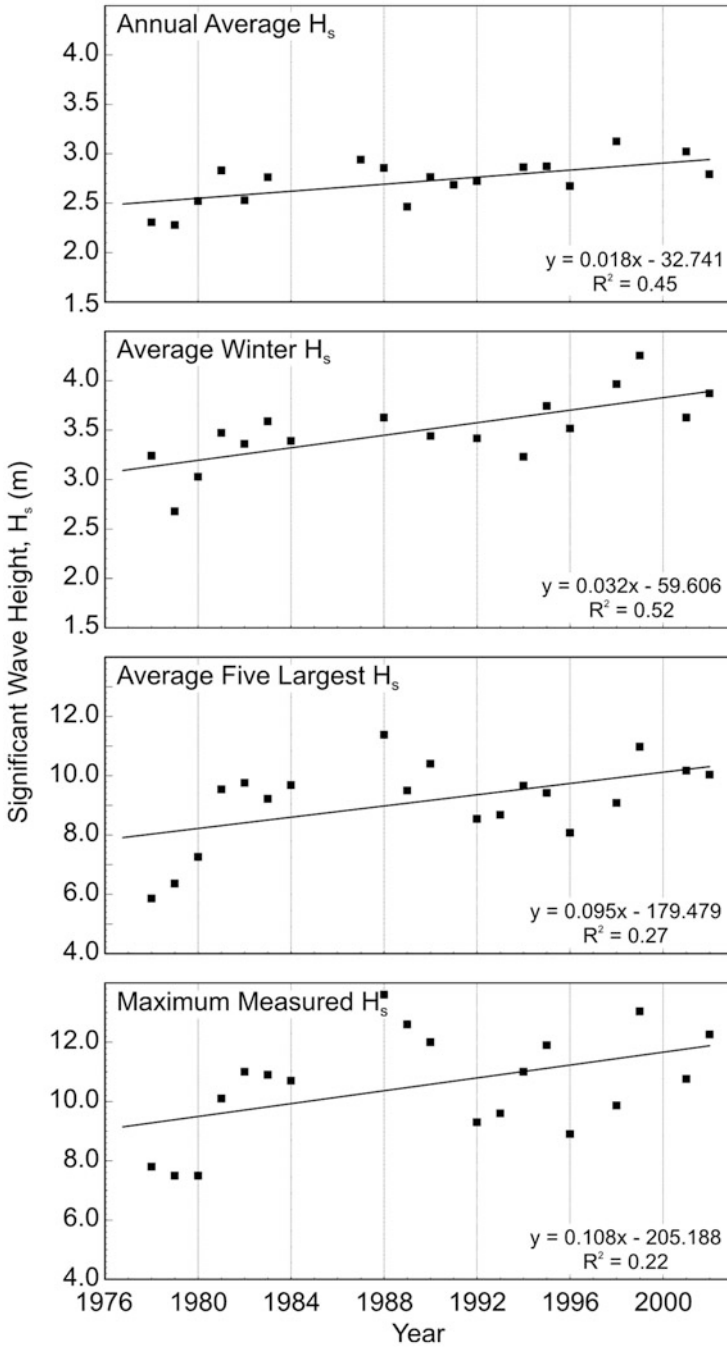 Significant Wave Height, Hₛ (m)
Annual Average Hₛ
4.0
3.5
3.0
2.5
2.0
1.5
y = 0.018x - 32.741
R² = 0.45
Average Winter Hₛ
4.0
3.5
3.0
2.5
2.0
1.5
y = 0.032x - 59.606
R² = 0.52
Average Five Largest Hₛ
12.0
10.0
8.0
6.0
4.0
y = 0.095x - 179.479
R² = 0.27
Maximum Measured Hₛ
12.0
10.0
8.0
6.0
4.0
y = 0.108x - 205.188
R² = 0.22
1976 1980 1984 1988 1992 1996 2000
Year